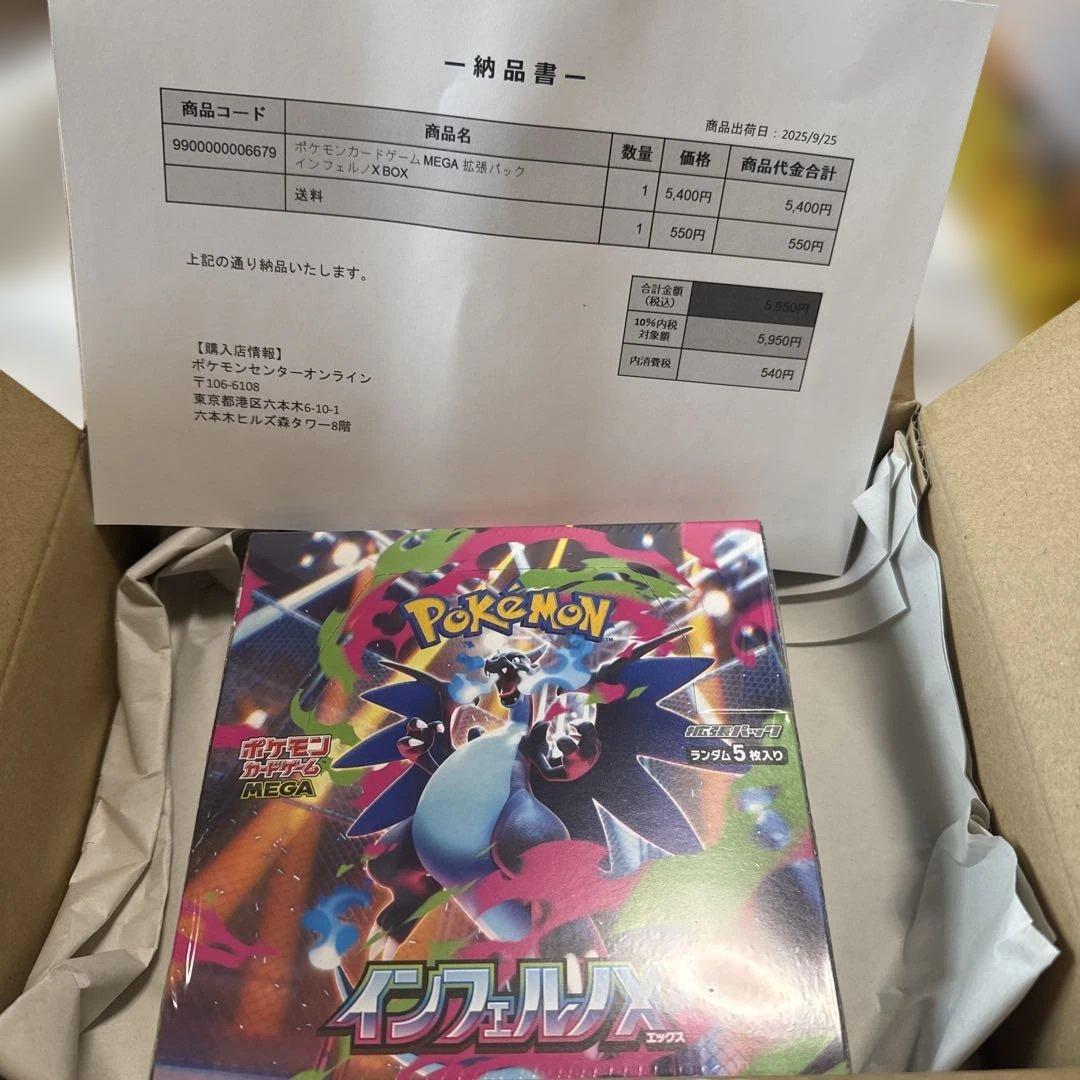 ー納品書ー
商品出荷日：2025/9/25
商品コード 商品名 数量 価格 商品代金合計
9900000006679 ポケモンカードゲーム MEGA 拡張パック
インフェルノX BOX 1 5,400円 5,400円
送料 1 550円 550円
上記の通り納品いたします。
合計金額
(税込) 5,950円
10%内税
対象額 5,950円
内消費税 540円
【購入店情報】
ポケモンセンターオンライン
〒106-6108
東京都港区六本木6-10-1
六本木ヒルズ森タワー8階
POKéMON
ポケモン
カードゲーム
MEGA
拡張パック
ランダム5枚入り
インフェルノX
エックス